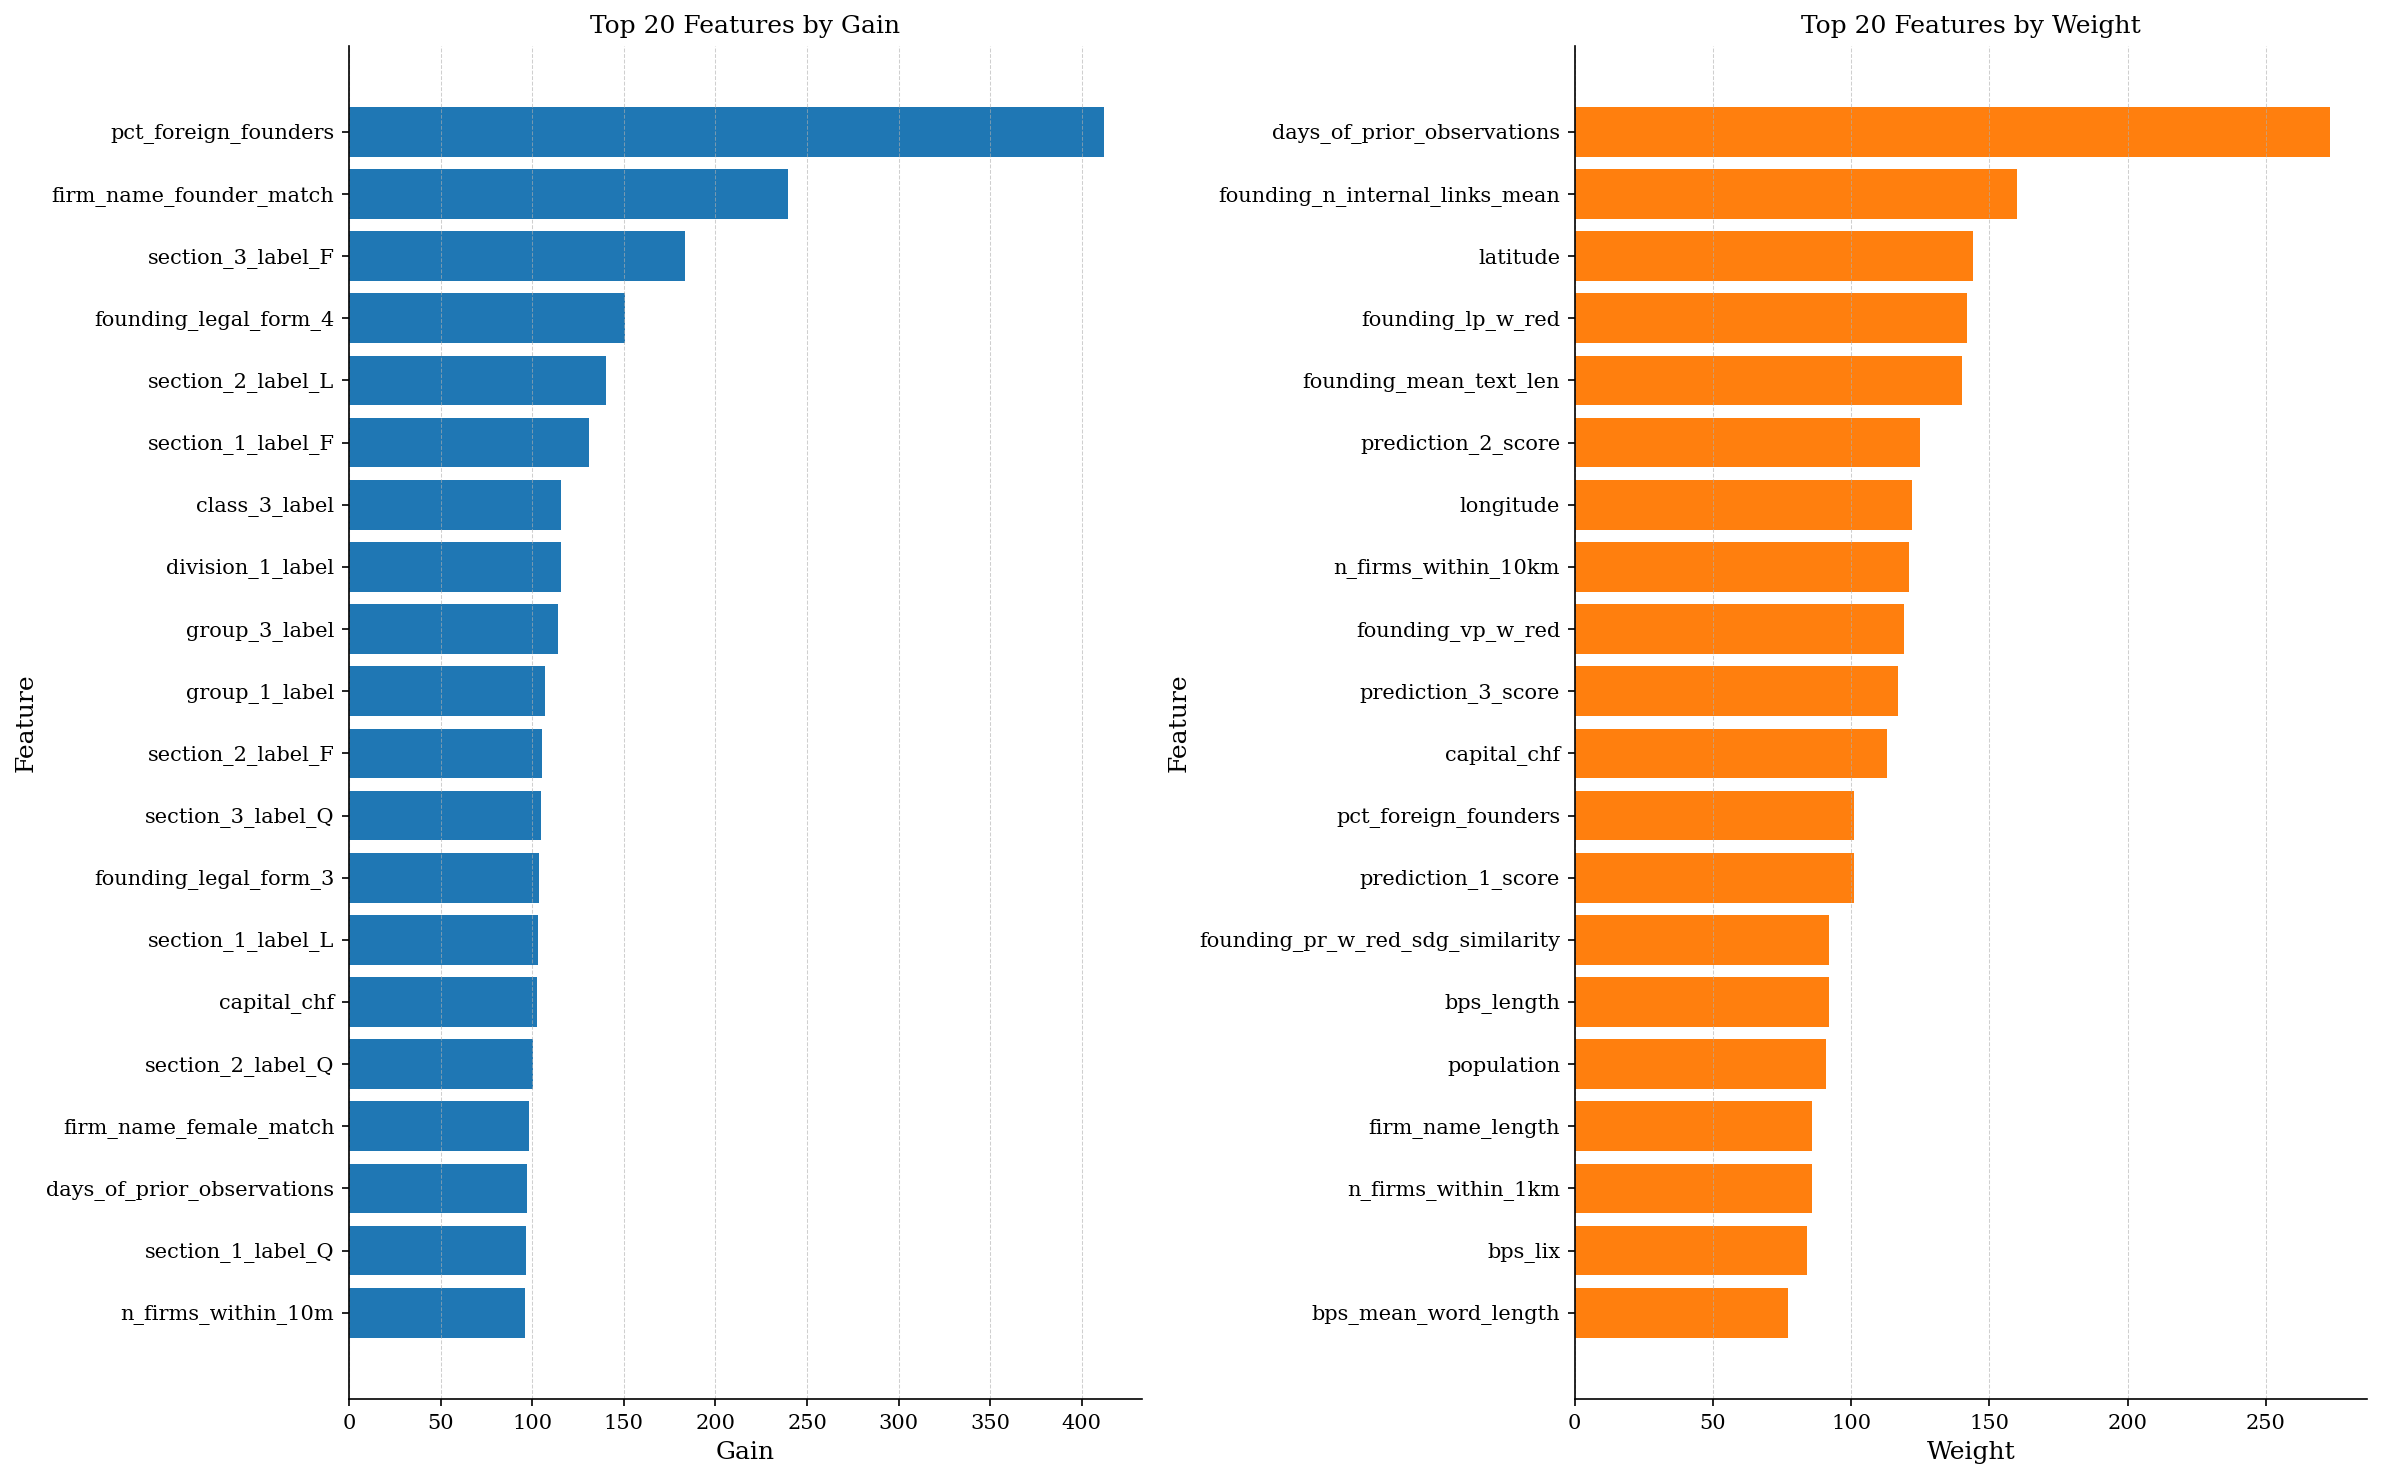 Top 20 Features by Gain
Feature
pct_foreign_founders
firm_name_founder_match
section_3_label_F
founding_legal_form_4
section_2_label_L
section_1_label_F
class_3_label
division_1_label
group_3_label
group_1_label
section_2_label_F
section_3_label_Q
founding_legal_form_3
section_1_label_L
capital_chf
section_2_label_Q
firm_name_female_match
days_of_prior_observations
section_1_label_Q
n_firms_within_10m
0 50 100 150 200 250 300 350 400
Gain
Top 20 Features by Weight
Feature
days_of_prior_observations
founding_n_internal_links_mean
latitude
founding_lp_w_red
founding_mean_text_len
prediction_2_score
longitude
n_firms_within_10km
founding_vp_w_red
prediction_3_score
capital_chf
pct_foreign_founders
prediction_1_score
founding_pr_w_red_sdg_similarity
bps_length
population
firm_name_length
n_firms_within_1km
bps_lix
bps_mean_word_length
0 50 100 150 200 250
Weight